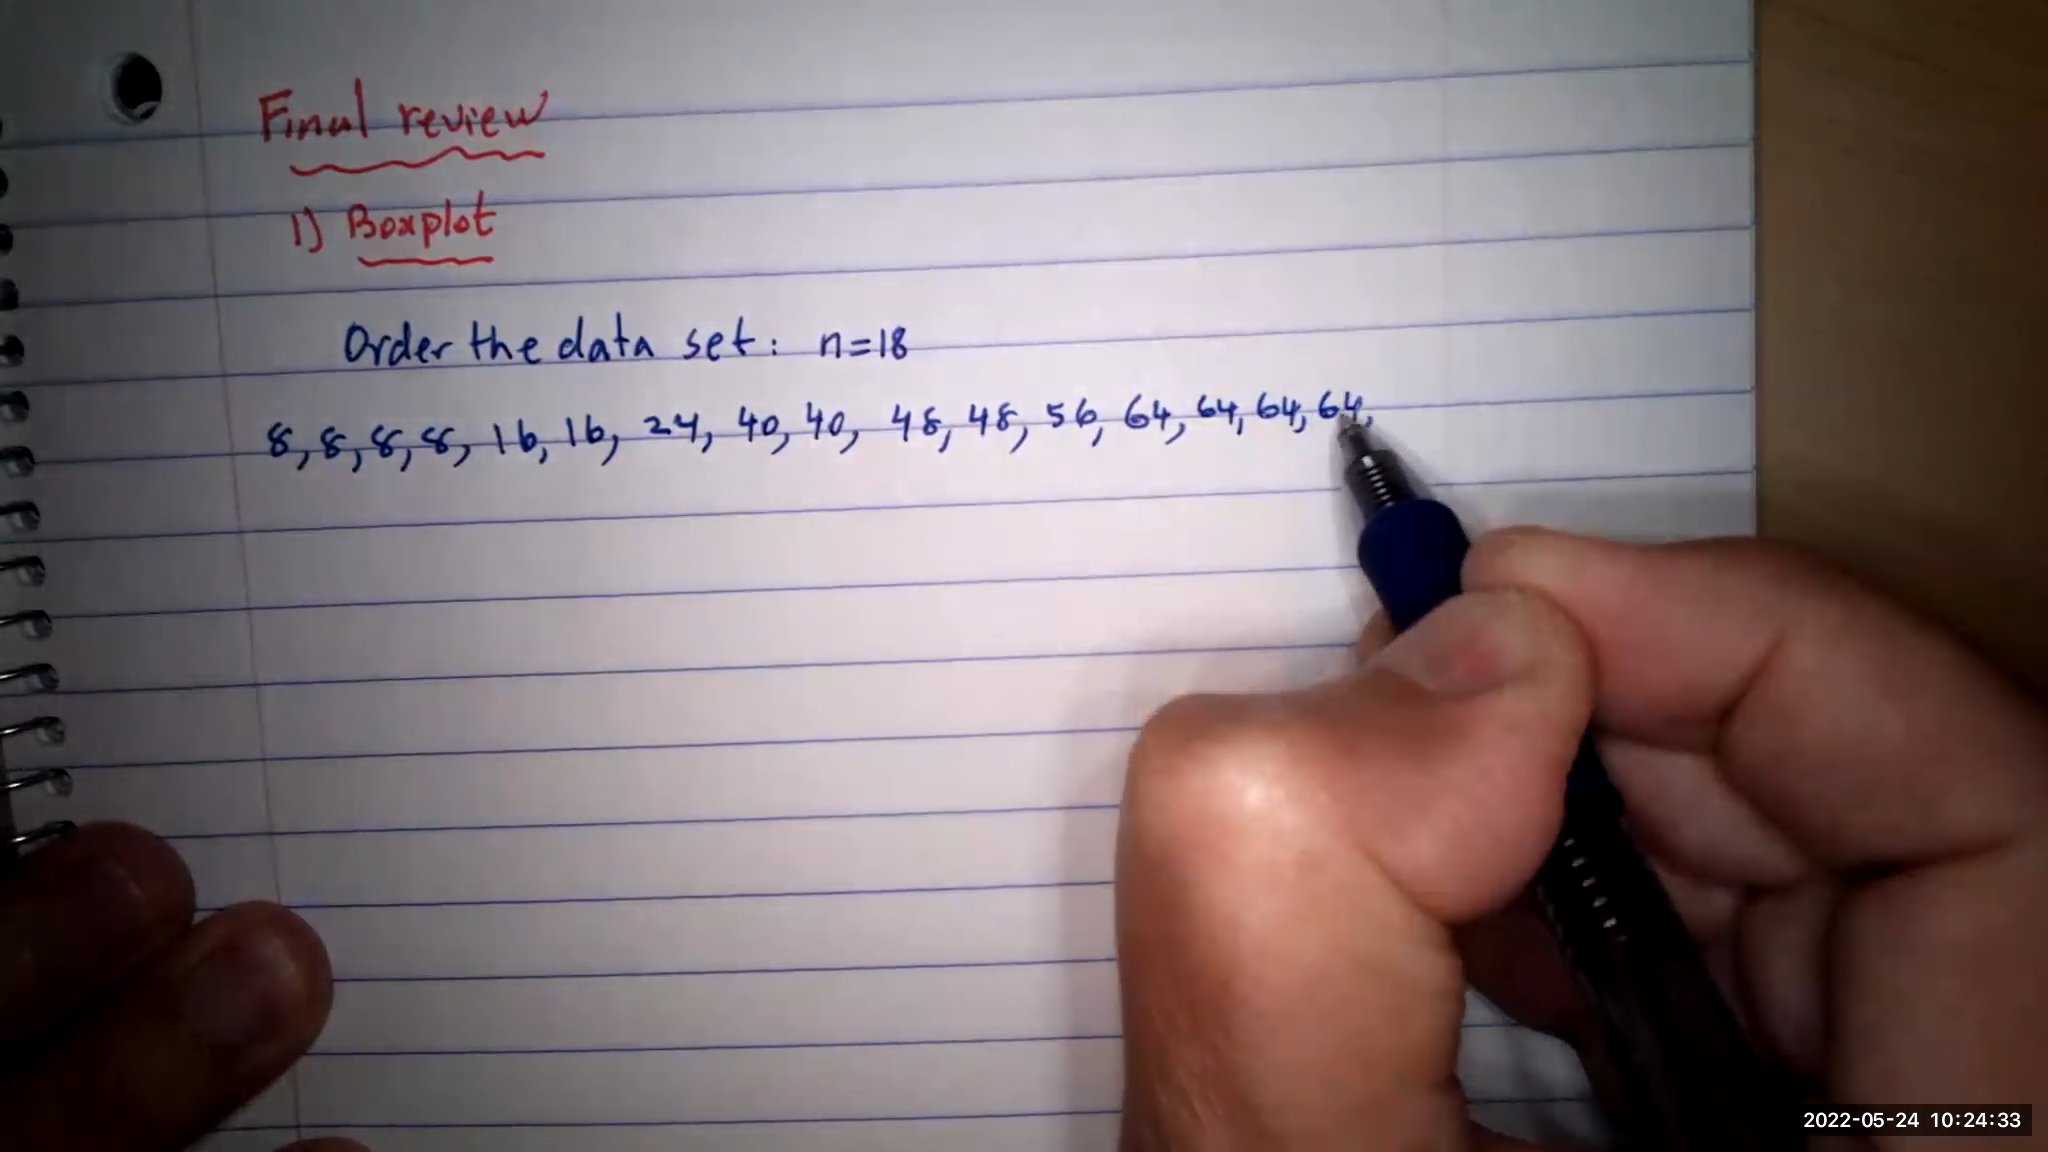 Final review
1) Boxplot
Order the data set: n=18
8, 8, 8, 8, 16, 16, 24, 40, 40, 48, 48, 56, 64, 64, 64, 64,
2022-05-24 10:24:33